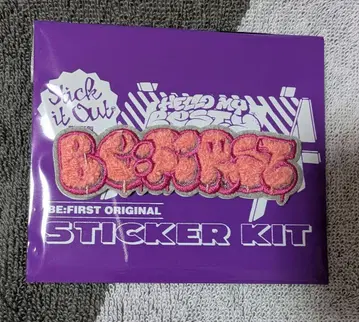 Stick
it Out
HELLO MY
BESTY
BE:FIRST
BE:FIRST ORIGINAL
STICKER KIT